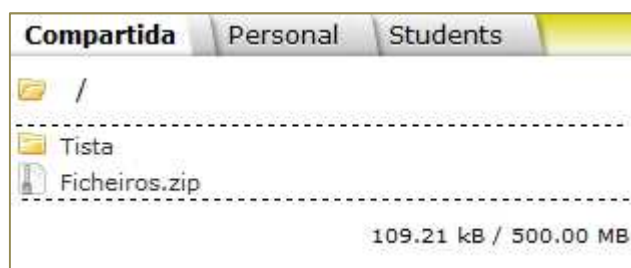 Compartida Personal Students
/
Tista
Ficheiros.zip
109.21 kB / 500.00 MB